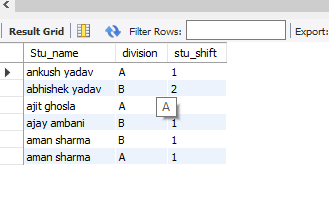 Result Grid Filter Rows: Export:
Stu_name division stu_shift
ankush yadav A 1
abhishek yadav B 2
ajit ghosla A
A
ajay ambani B 1
aman sharma B 1
aman sharma A 1